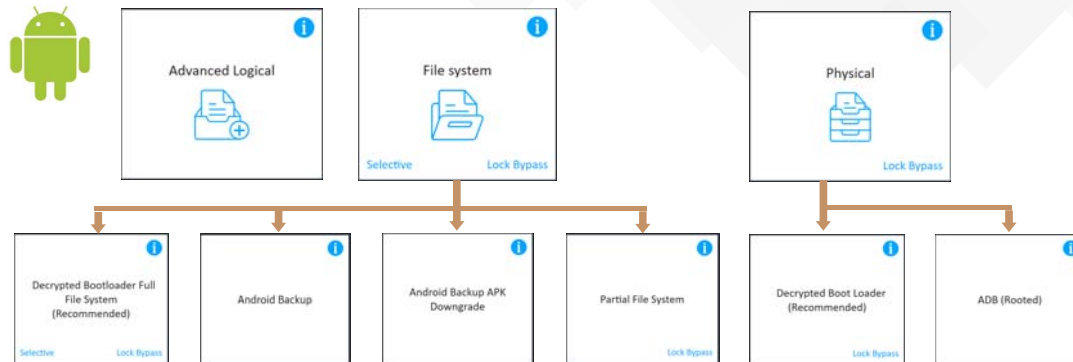 Advanced Logical
File system
Selective Lock Bypass
Physical
Lock Bypass
Decrypted Bootloader Full
File System
(Recommended)
Selective Lock Bypass
Android Backup
Android Backup APK
Downgrade
Partial File System
Lock Bypass
Decrypted Boot Loader
(Recommended)
Lock Bypass
ADB (Rooted)